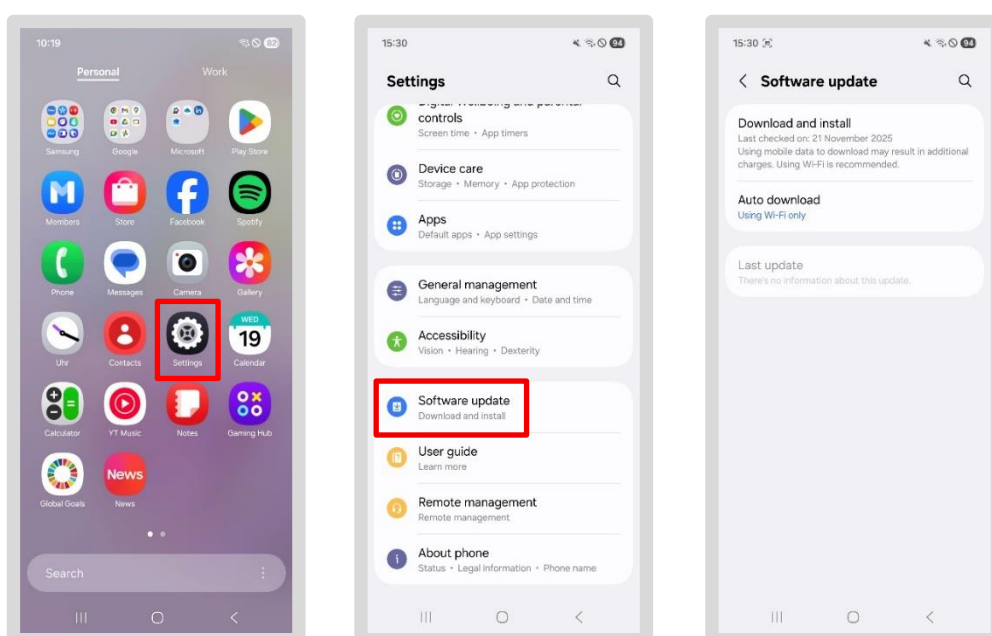 10:19
82
Personal
Work
Samsung
Google
Microsoft
Play Store
Members
Store
Facebook
Spotify
Phone
Messages
Camera
Gallery
WED
19
Uhr
Contacts
Settings
Calendar
Calculator
YT Music
Notes
Gaming Hub
News
Global Goals
News
Search
15:30
94
Settings
Digital Wellbeing and parental
controls
Screen time • App timers
Device care
Storage • Memory • App protection
Apps
Default apps • App settings
General management
Language and keyboard • Date and time
Accessibility
Vision • Hearing • Dexterity
Software update
Download and install
User guide
Learn more
Remote management
Remote management
About phone
Status • Legal information • Phone name
15:30
94
Software update
Download and install
Last checked on: 21 November 2025
Using mobile data to download may result in additional
charges. Using Wi-Fi is recommended.
Auto download
Using Wi-Fi only
Last update
There's no information about this update.